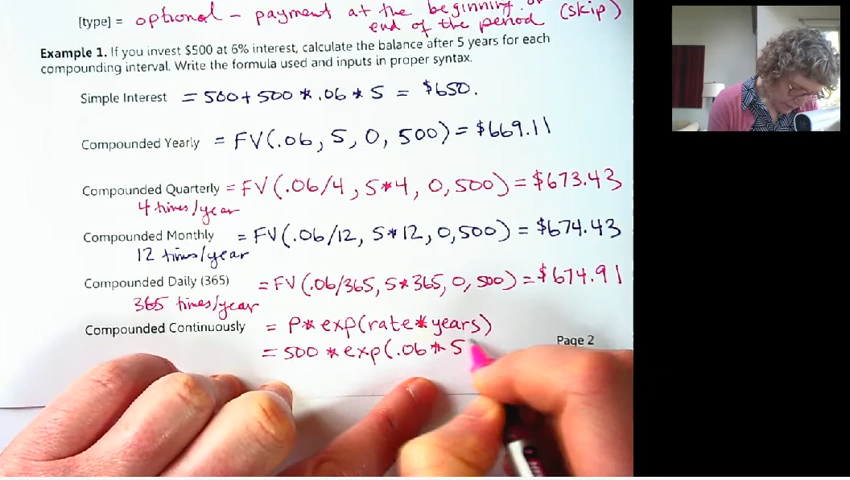 [type] = optional - payment at the beginning or
end of the period (skip)
Example 1. If you invest $500 at 6% interest, calculate the balance after 5 years for each
compounding interval. Write the formula used and inputs in proper syntax.
Simple Interest = 500 + 500 * .06 * 5 = $650.
Compounded Yearly = FV(.06, 5, 0, 500) = $669.11
Compounded Quarterly = FV(.06/4, 5*4, 0, 500) = $673.43
4 times/year
Compounded Monthly = FV(.06/12, 5*12, 0, 500) = $674.43
12 times/year
Compounded Daily (365) = FV(.06/365, 5*365, 0, 500) = $674.91
365 times/year
Compounded Continuously = P * exp(rate * years)
= 500 * exp(.06 * 5
Page 2